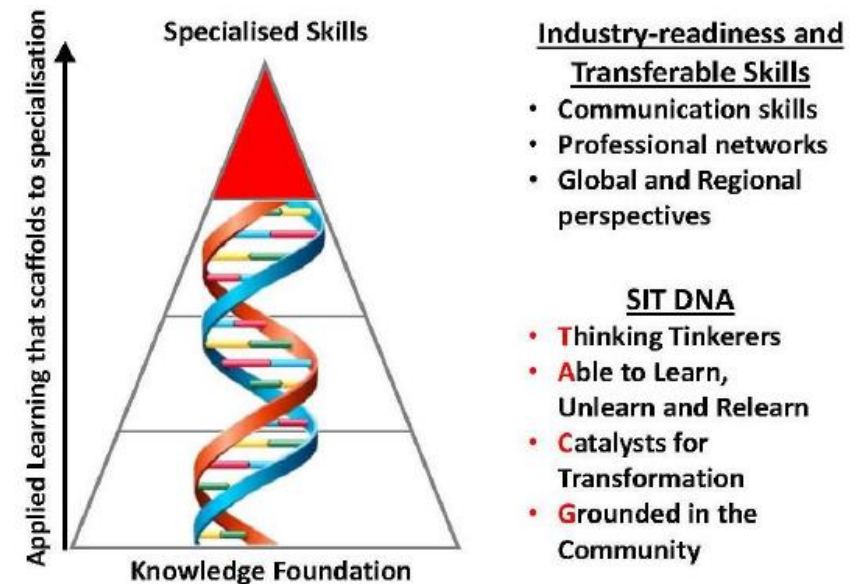 Applied Learning that scaffolds to specialisation
Specialised Skills
Knowledge Foundation
Industry-readiness and
Transferable Skills
• Communication skills
• Professional networks
• Global and Regional
perspectives
SIT DNA
• Thinking Tinkerers
• Able to Learn,
Unlearn and Relearn
• Catalysts for
Transformation
• Grounded in the
Community